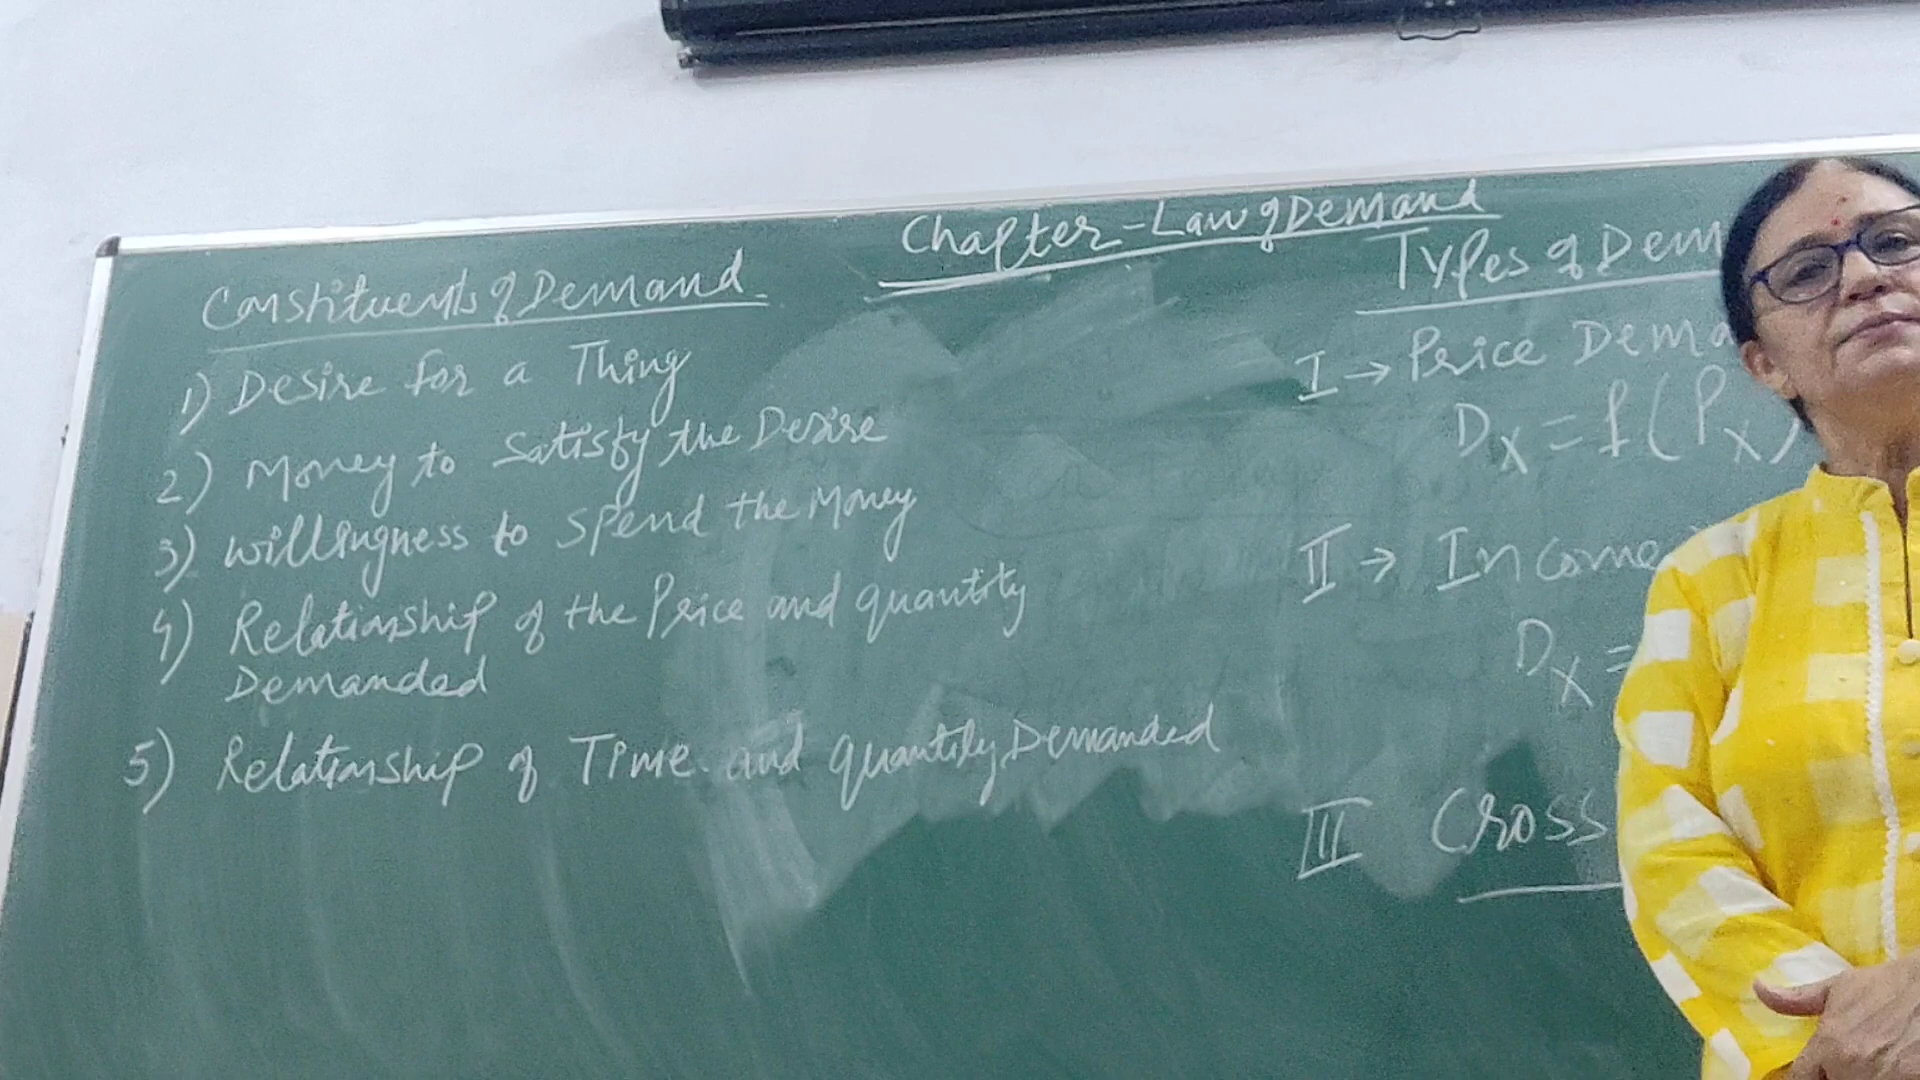 Chapter - Law of Demand
Constituents of Demand
1) Desire for a Thing
2) Money to Satisfy the Desire
3) Willingness to Spend the Money
4) Relationship of the Price and quantity
Demanded
5) Relationship of Time and quantity Demanded
Types of Dem
I → Price Dema
Dx = f(Px)
II → Income
Dx =
III Cross